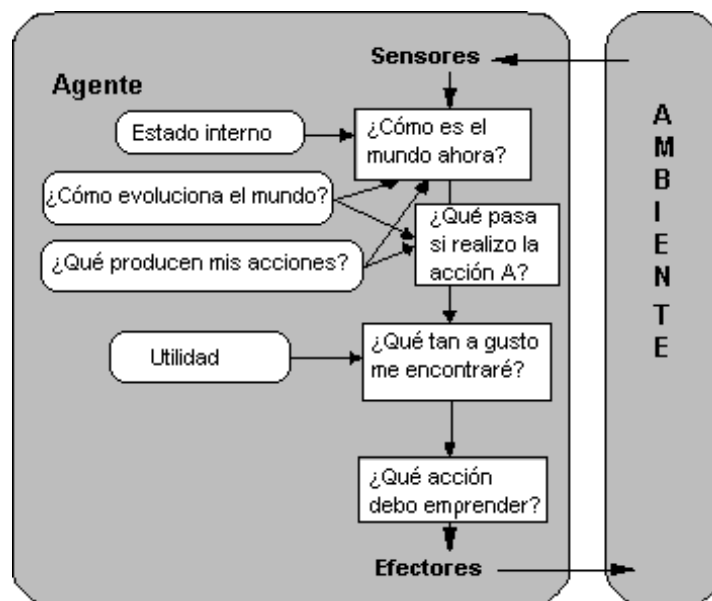 Sensores
Agente
Estado interno
¿Cómo es el
mundo ahora?
¿Cómo evoluciona el mundo?
¿Qué producen mis acciones?
¿Qué pasa
si realizo la
acción A?
Utilidad
¿Qué tan a gusto
me encontraré?
¿Qué acción
debo emprender?
Efectores
AMBIENTE